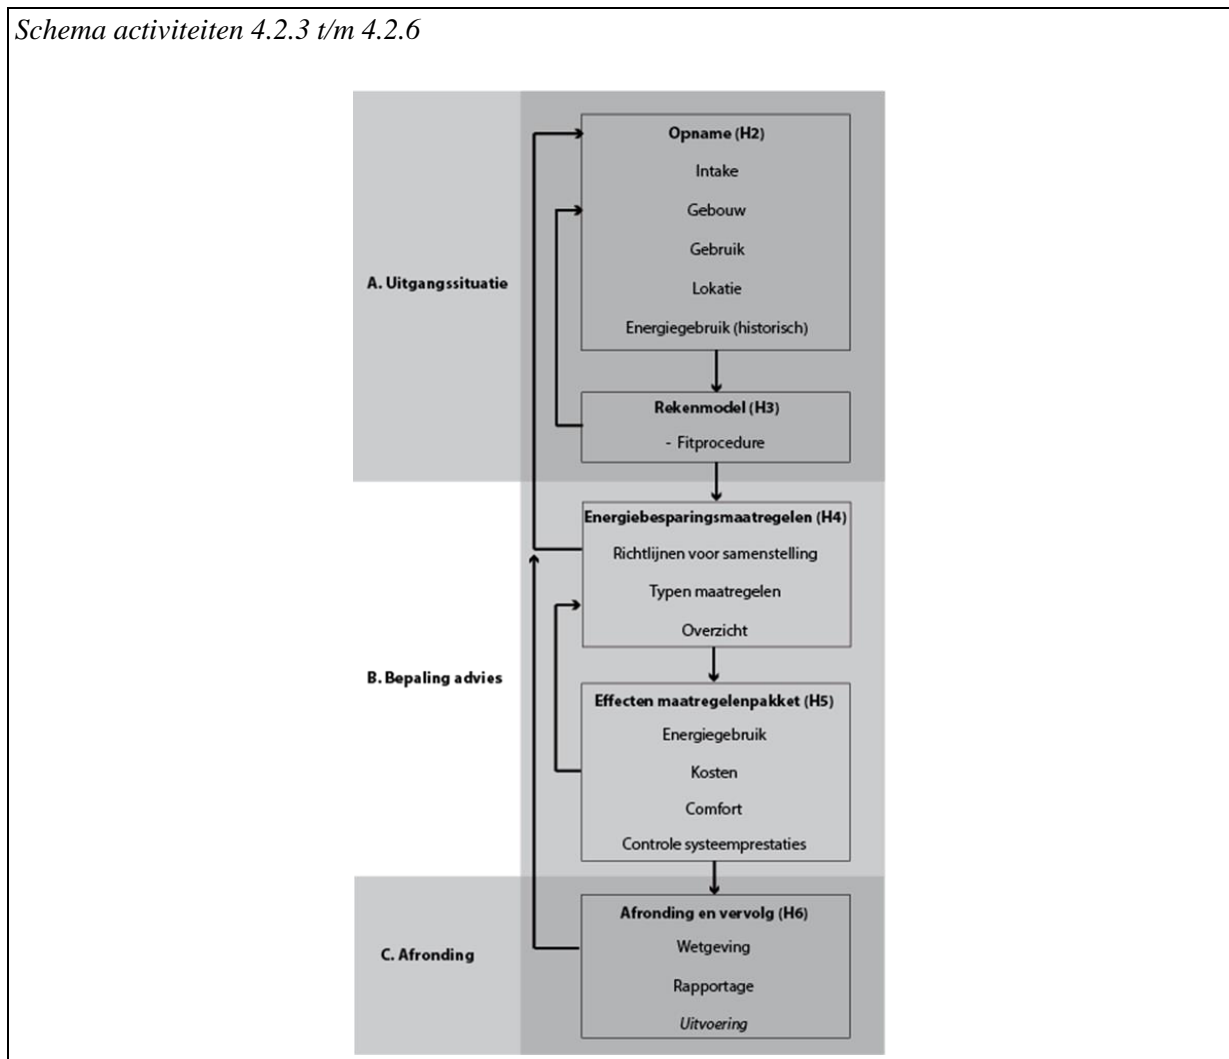 Schema activiteiten 4.2.3 t/m 4.2.6
A. Uitgangssituatie
Opname (H2)
Intake
Gebouw
Gebruik
Lokatie
Energiegebruik (historisch)
Rekenmodel (H3)
- Fitprocedure
B. Bepaling advies
Energiebesparingsmaatregelen (H4)
Richtlijnen voor samenstelling
Typen maatregelen
Overzicht
Effecten maatregelenpakket (H5)
Energiegebruik
Kosten
Comfort
Controle systeemprestaties
C. Afronding
Afronding en vervolg (H6)
Wetgeving
Rapportage
Uitvoering